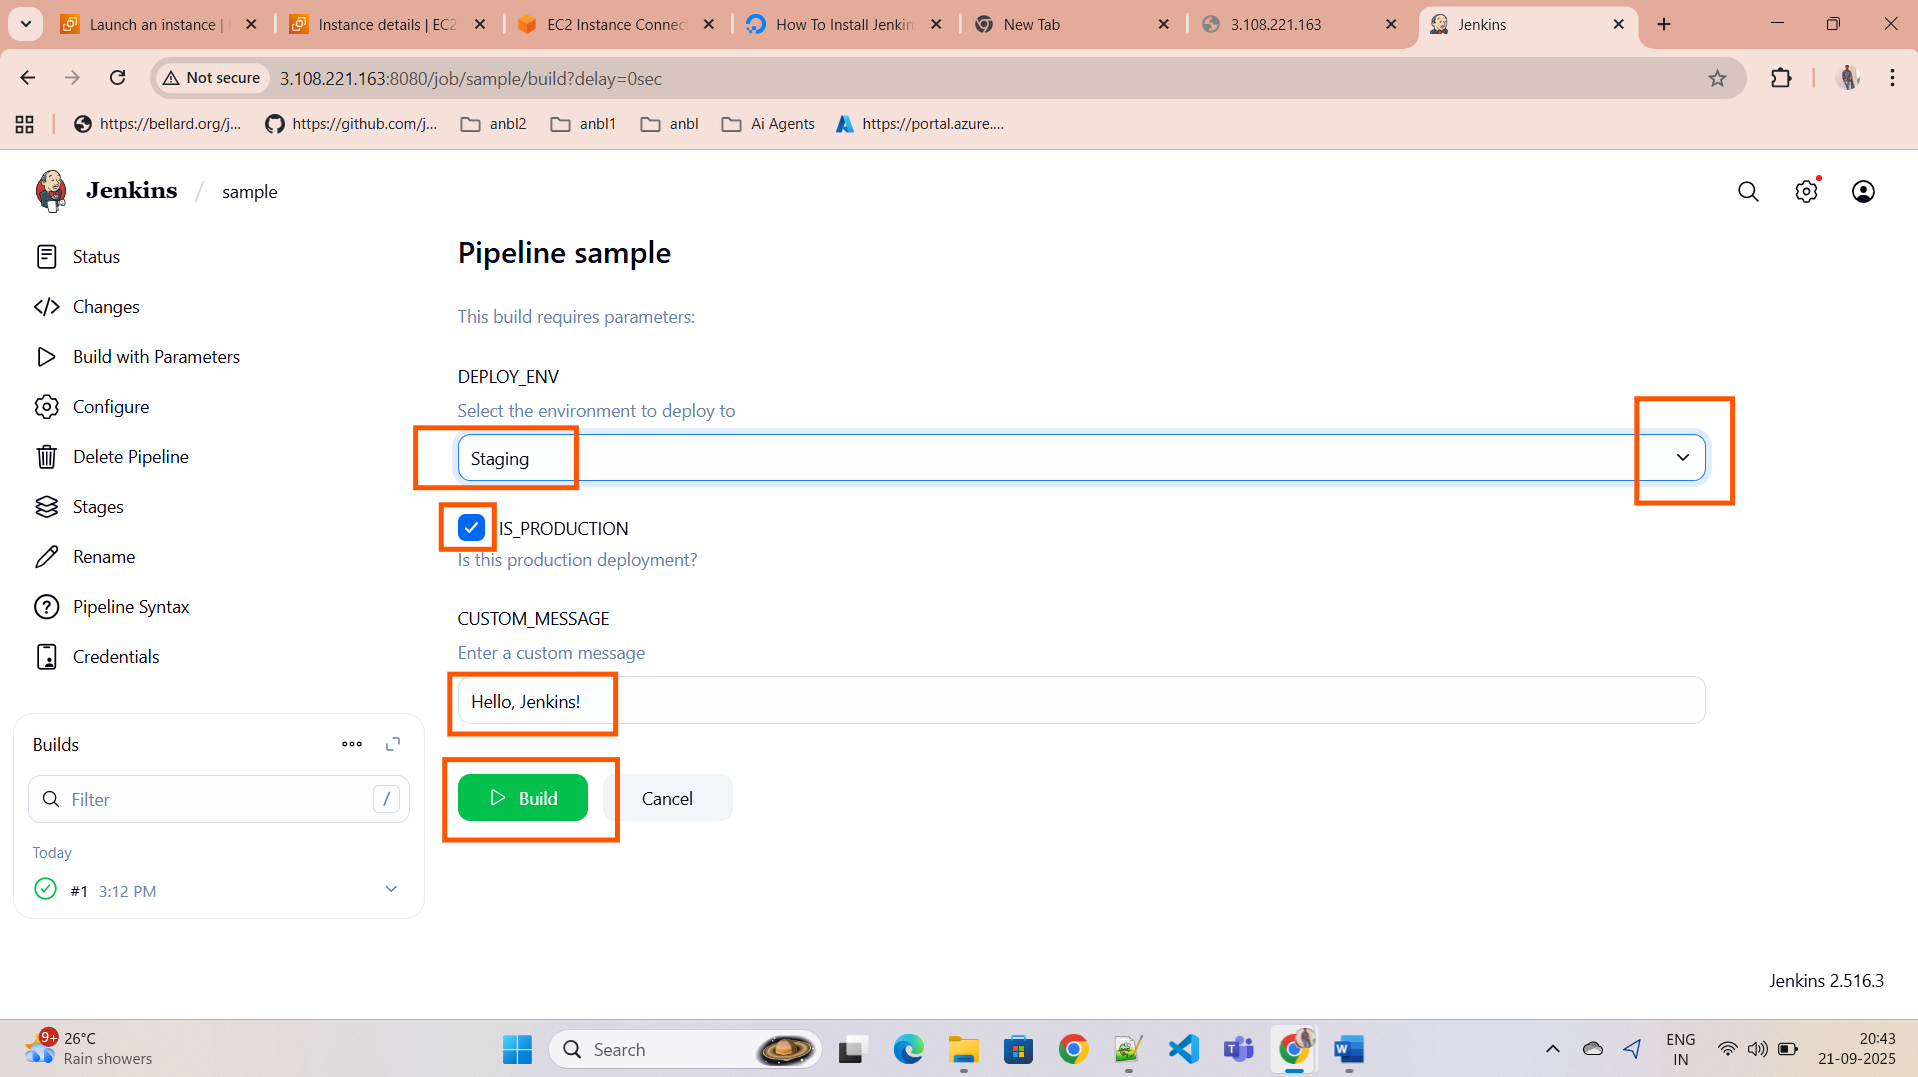 Launch an instance |
Instance details | EC2
EC2 Instance Connec
How To Install Jenkin
New Tab
3.108.221.163
Jenkins
Not secure
3.108.221.163:8080/job/sample/build?delay=0sec
https://bellard.org/j...
https://github.com/j...
anbl2
anbl1
anbl
Ai Agents
https://portal.azure....
Jenkins / sample
Status
Changes
Build with Parameters
Configure
Delete Pipeline
Stages
Rename
Pipeline Syntax
Credentials
Builds
Filter
/
Today
#1 3:12 PM
Pipeline sample
This build requires parameters:
DEPLOY_ENV
Select the environment to deploy to
Staging
IS_PRODUCTION
Is this production deployment?
CUSTOM_MESSAGE
Enter a custom message
Hello, Jenkins!
Build
Cancel
Jenkins 2.516.3
9+
26°C
Rain showers
Search
ENG
IN
20:43
21-09-2025